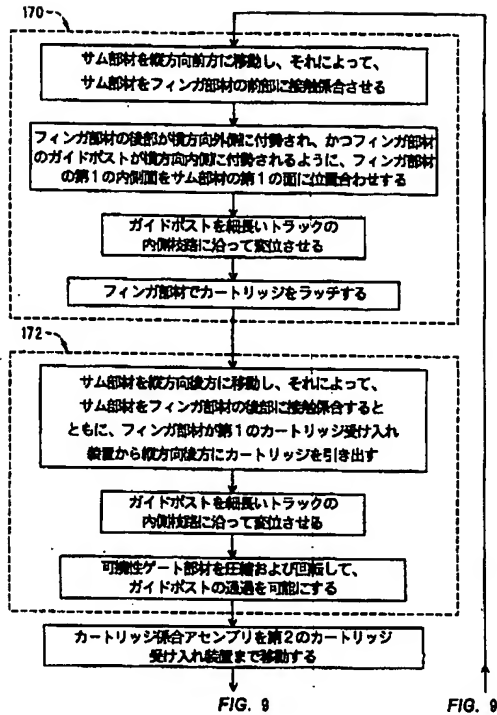 170
サム部材を縦方向前方に移動し、それによって、
サム部材をフィンガ部材の前部に接触係合させる
フィンガ部材の後部が横方向外側に付勢され、かつフィンガ部材
のガイドポストが横方向内側に付勢されるように、フィンガ部材
の第1の内側面をサム部材の第1の面に位置合わせする
ガイドポストを細長いトラックの
内側枝路に沿って変位させる
フィンガ部材でカートリッジをラッチする
172
サム部材を縦方向後方に移動し、それによって、
サム部材をフィンガ部材の後部に接触係合すると
ともに、フィンガ部材が第1のカートリッジ受け入れ
装置から縦方向後方にカートリッジを引き出す
ガイドポストを細長いトラックの
内側枝路に沿って変位させる
可撓性ゲート部材を圧縮および回転して、
ガイドポストの通過を可能にする
カートリッジ係合アセンブリを第2のカートリッジ
受け入れ装置まで移動する
FIG. 9
FIG. 9